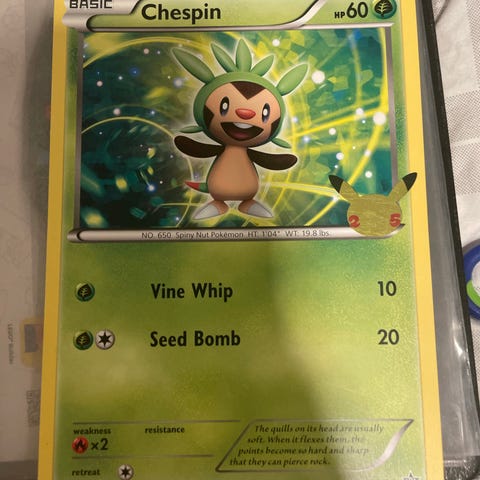 BASIC
Chespin
HP 60
25
NO. 650 Spiny Nut Pokémon HT: 1'04" WT: 19.8 lbs.
Vine Whip 10
Seed Bomb 20
weakness resistance
×2
retreat
The quills on its head are usually
soft. When it flexes them, the
points become so hard and sharp
that they can pierce rock.